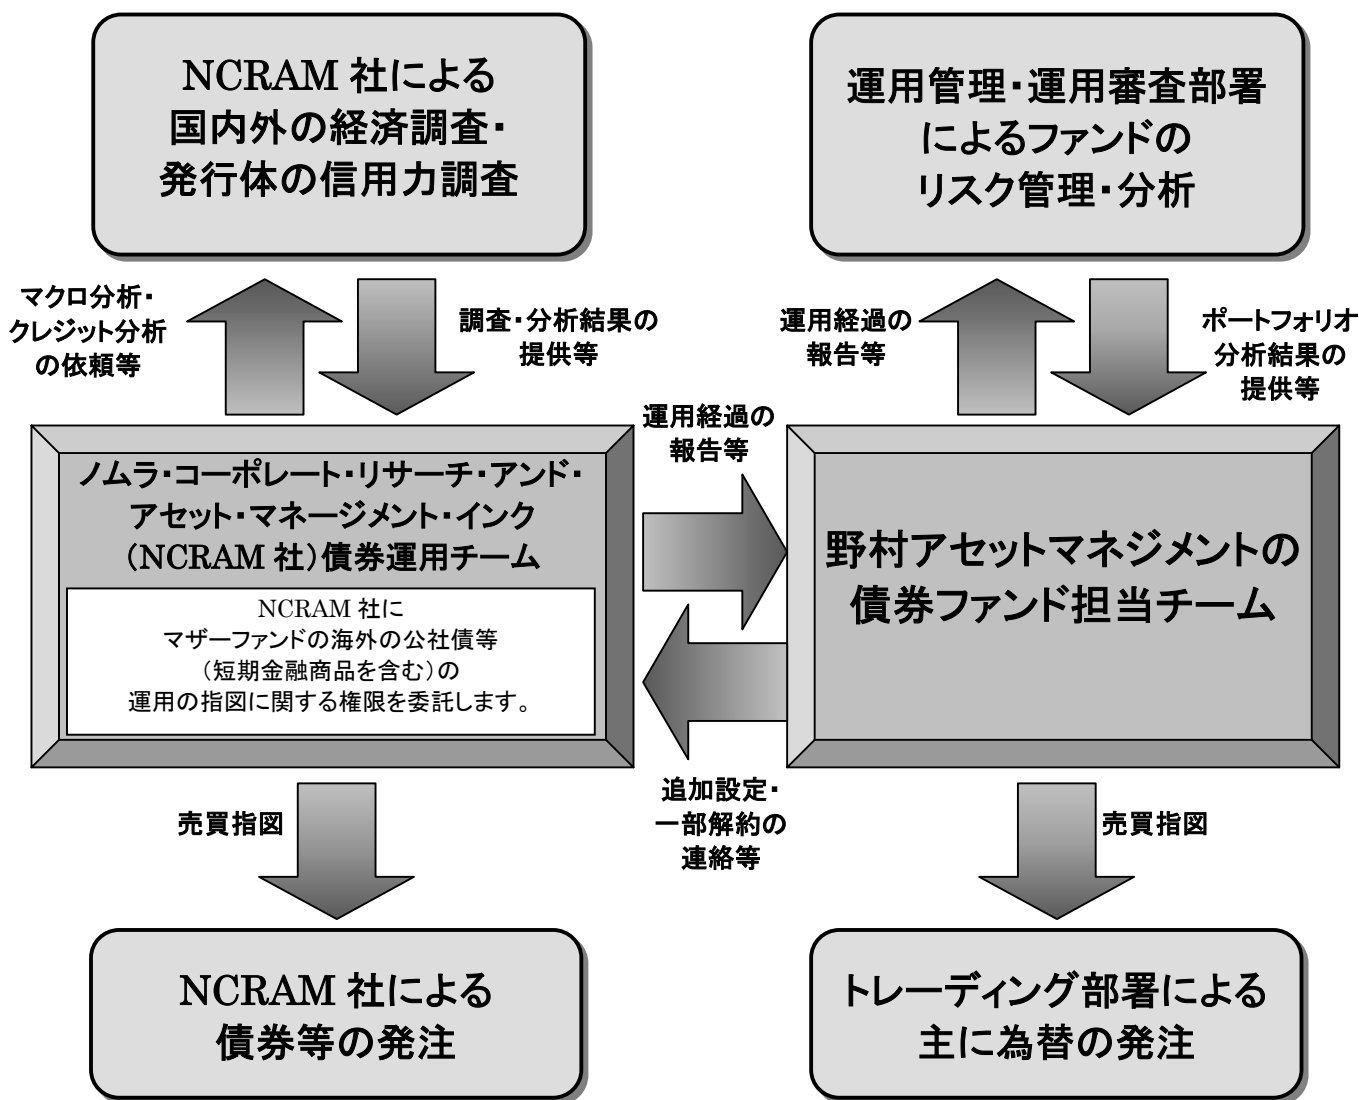 NCRAM 社による
国内外の経済調査・
発行体の信用力調査
運用管理・運用審査部署
によるファンドの
リスク管理・分析
マクロ分析・
クレジット分析
の依頼等
調査・分析結果の
提供等
運用経過の
報告等
ポートフォリオ
分析結果の
提供等
運用経過の
報告等
ノムラ・コーポレート・リサーチ・アンド・
アセット・マネージメント・インク
（NCRAM 社）債券運用チーム
NCRAM 社に
マザーファンドの海外の公社債等
（短期金融商品を含む）の
運用の指図に関する権限を委託します。
野村アセットマネジメントの
債券ファンド担当チーム
追加設定・
一部解約の
連絡等
売買指図
売買指図
NCRAM 社による
債券等の発注
トレーディング部署による
主に為替の発注